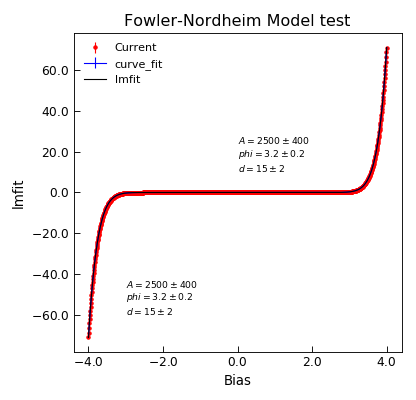 Fowler-Nordheim Model test
Current
curve_fit
lmfit
60.0
40.0
20.0
0.0
−20.0
−40.0
−60.0
lmfit
A = 2500 ± 400
phi = 3.2 ± 0.2
d = 15 ± 2
A = 2500 ± 400
phi = 3.2 ± 0.2
d = 15 ± 2
−4.0
−2.0
0.0
2.0
4.0
Bias